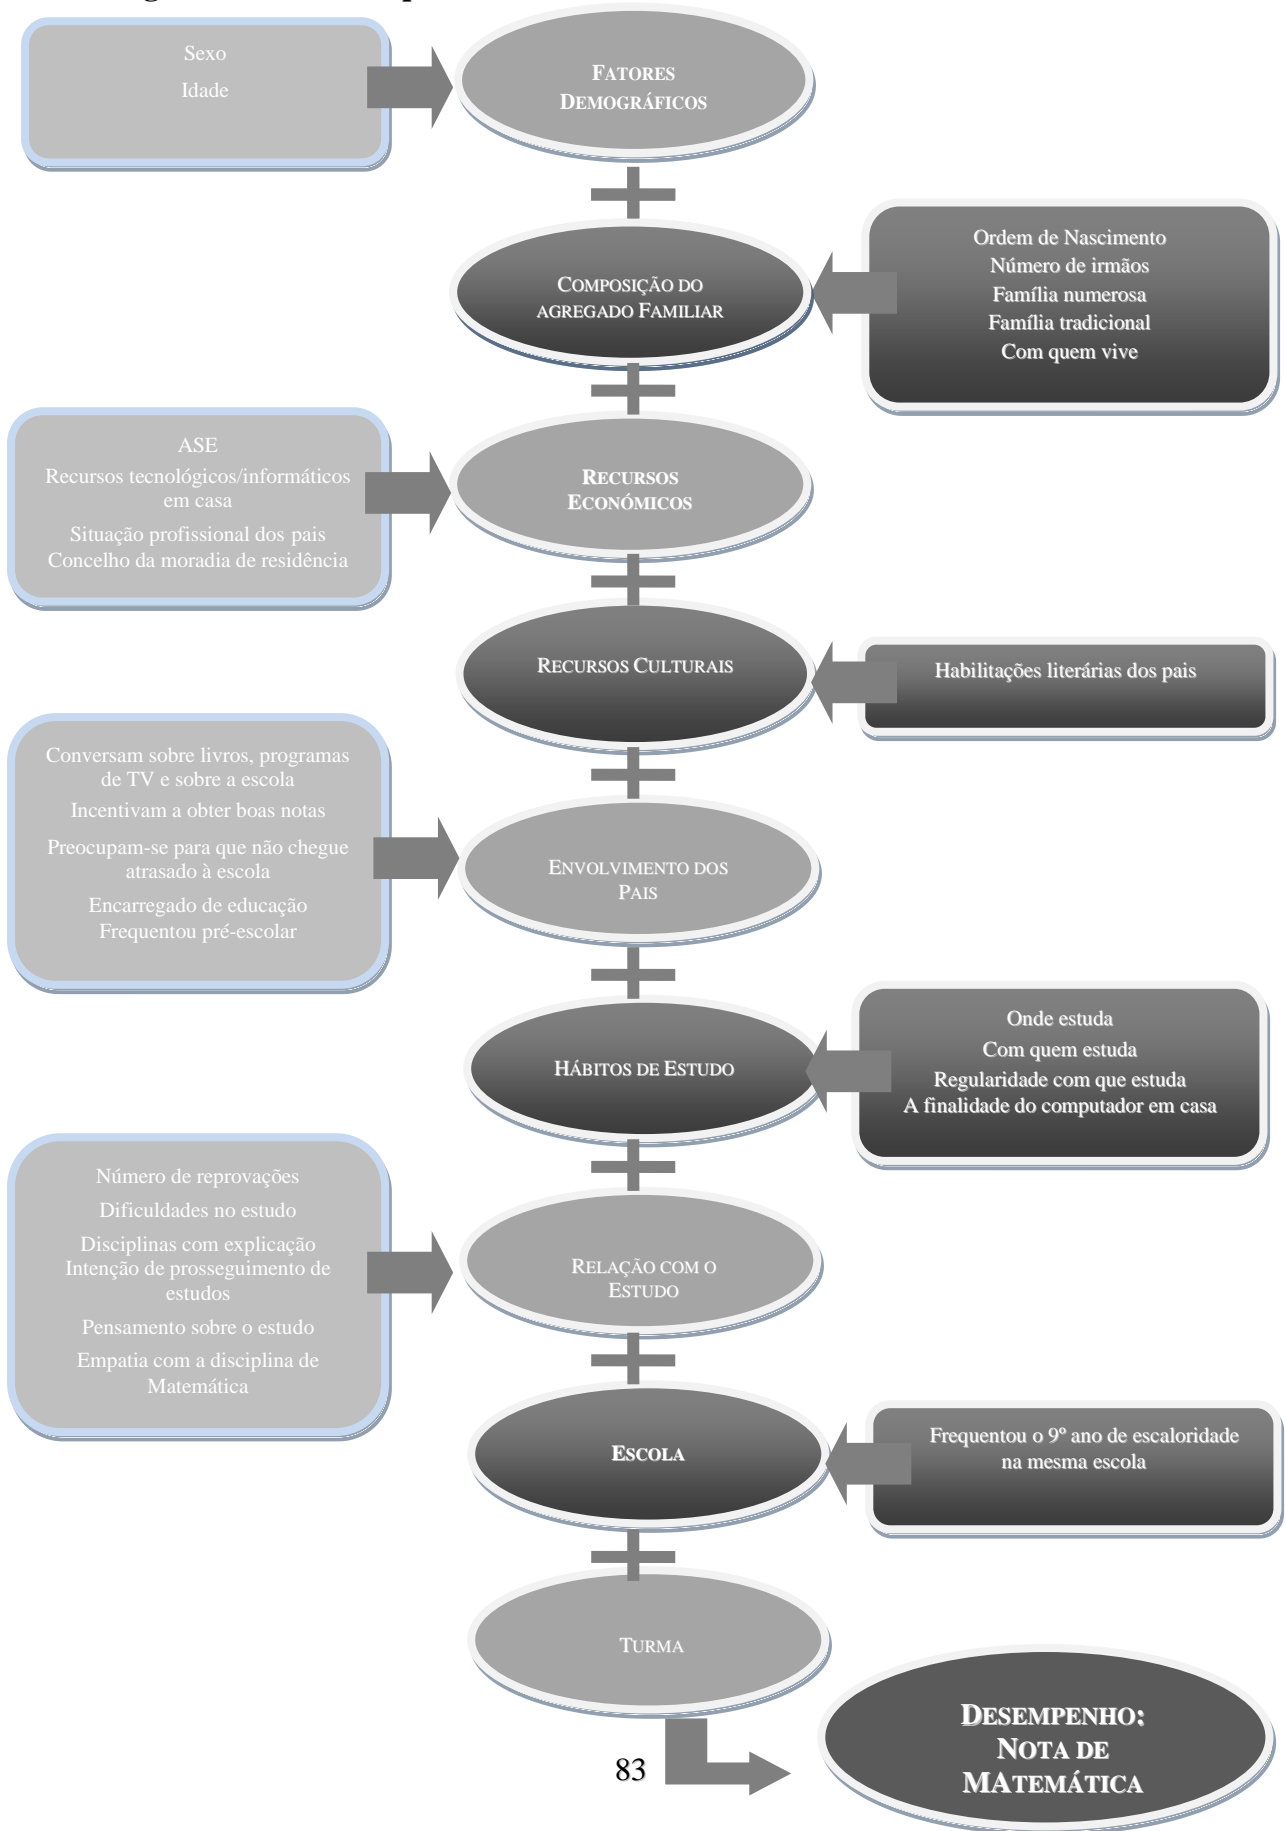 Sexo
Idade
FATORES
DEMOGRÁFICOS
Ordem de Nascimento
Número de irmãos
Família numerosa
Família tradicional
Com quem vive
COMPOSIÇÃO DO
AGREGADO FAMILIAR
ASE
Recursos tecnológicos/informáticos
em casa
Situação profissional dos pais
Concelho da moradia de residência
RECURSOS
ECONÓMICOS
RECURSOS CULTURAIS
Habilitações literárias dos pais
Conversam sobre livros, programas
de TV e sobre a escola
Incentivam a obter boas notas
Preocupam-se para que não chegue
atrasado à escola
Encarregado de educação
Frequentou pré-escolar
ENVOLVIMENTO DOS
PAIS
Onde estuda
Com quem estuda
Regularidade com que estuda
A finalidade do computador em casa
HÁBITOS DE ESTUDO
Número de reprovações
Dificuldades no estudo
Disciplinas com explicação
Intenção de prosseguimento de
estudos
Pensamento sobre o estudo
Empatia com a disciplina de
Matemática
RELAÇÃO COM O
ESTUDO
ESCOLA
Frequentou o 9º ano de escaloridade
na mesma escola
TURMA
DESEMPENHO:
NOTA DE
MATEMÁTICA
83